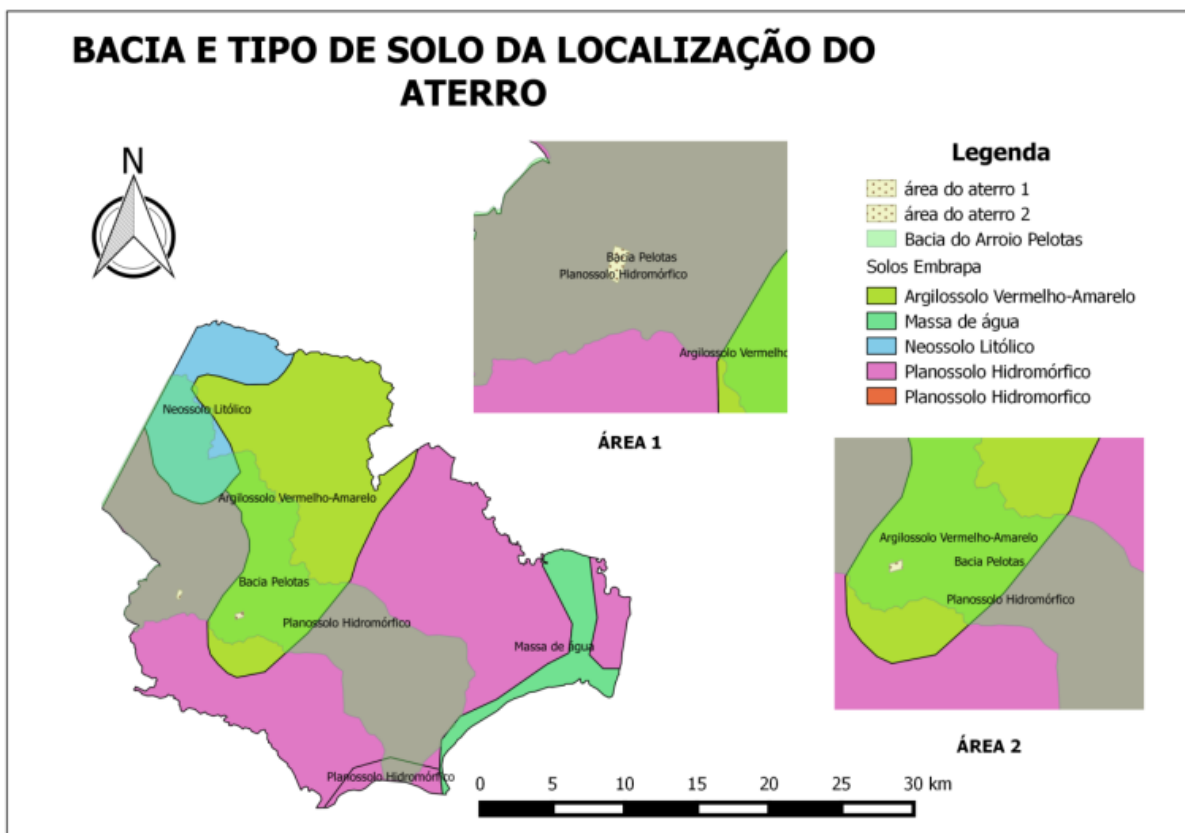 BACIA E TIPO DE SOLO DA LOCALIZAÇÃO DO
ATERRO
N
Bacia Pelotas
Planossolo Hidromórfico
Argilossolo Vermelho
ÁREA 1
Legenda
área do aterro 1
área do aterro 2
Bacia do Arroio Pelotas
Solos Embrapa
Argilossolo Vermelho-Amarelo
Massa de água
Neossolo Litólico
Planossolo Hidromórfico
Planossolo Hidromorfico
Neossolo Litólico
Argilossolo Vermelho-Amarelo
Bacia Pelotas
Planossolo Hidromórfico
Massa de água
Planossolo Hidromórfico
Argilossolo Vermelho-Amarelo
Bacia Pelotas
Planossolo Hidromórfico
ÁREA 2
0 5 10 15 20 25 30 km